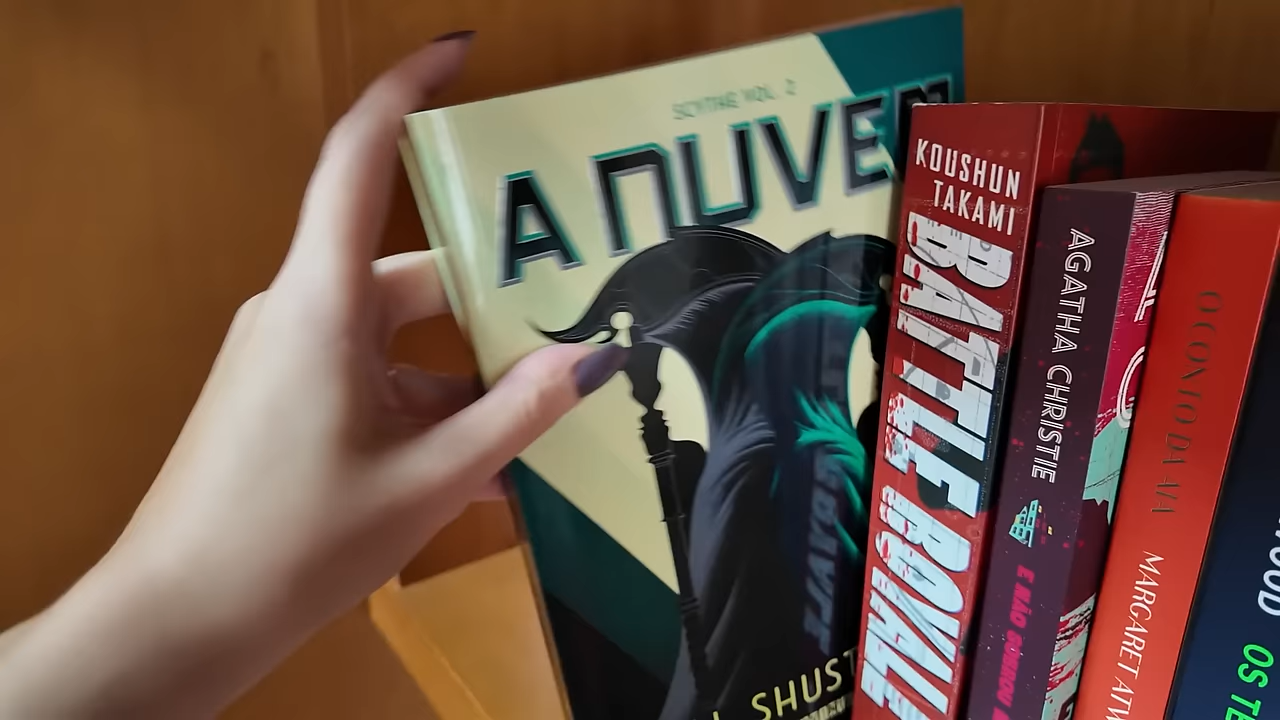 SCYTHE VOL. 2
A NUVEM
SHUST
KOUSHUN
TAKAMI
BATTLE ROYALE
AGATHA CHRISTIE
E NÃO SOBROU
O CONTO DA AIA
MARGARET ATW
OOD
OS TE